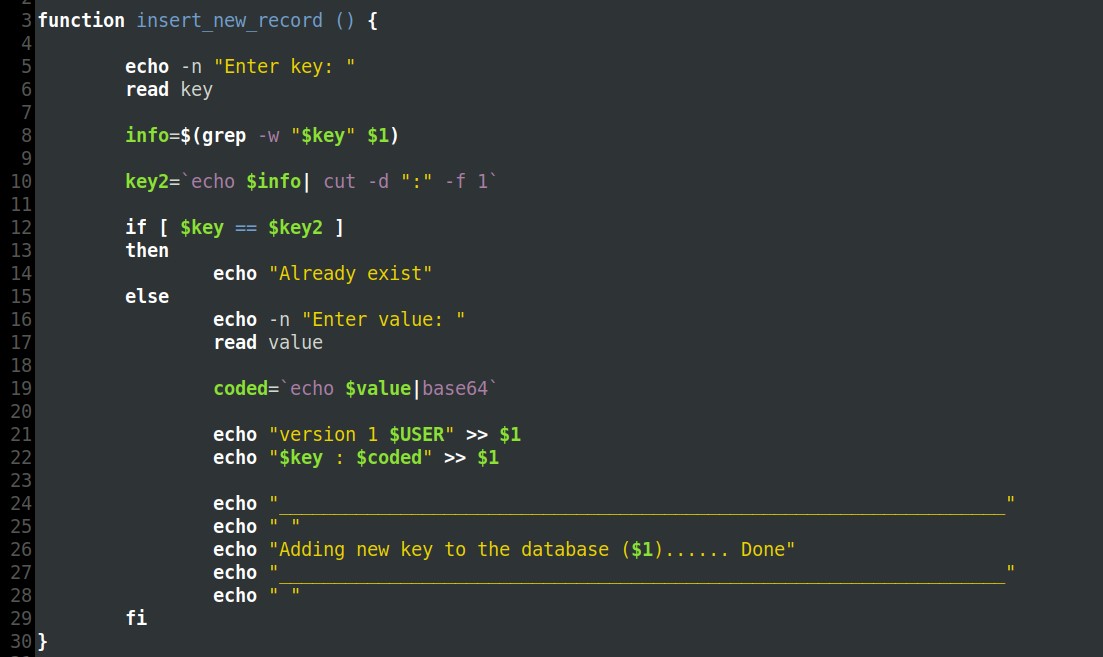 3 function insert_new_record () {
4
5 echo -n "Enter key: "
6 read key
7
8 info=$(grep -w "$key" $1)
9
10 key2=`echo $info| cut -d ":" -f 1`
11
12 if [ $key == $key2 ]
13 then
14 echo "Already exist"
15 else
16 echo -n "Enter value: "
17 read value
18
19 coded=`echo $value|base64`
20
21 echo "version 1 $USER" >> $1
22 echo "$key : $coded" >> $1
23
24 echo "__________________________________________________________________"
25 echo " "
26 echo "Adding new key to the database ($1)...... Done"
27 echo "__________________________________________________________________"
28 echo " "
29 fi
30 }